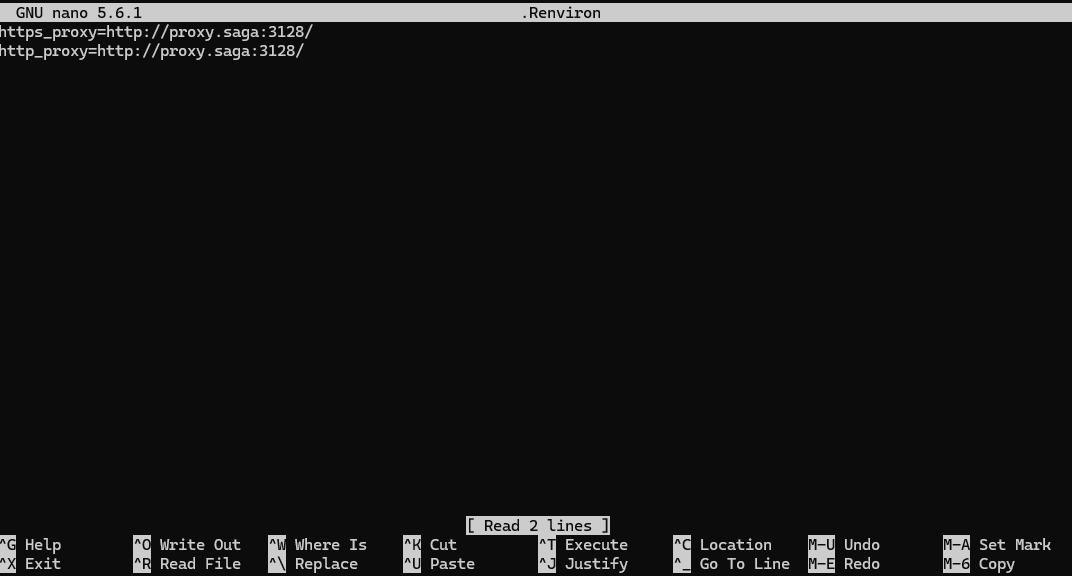 GNU nano 5.6.1 .Renviron
https_proxy=http://proxy.saga:3128/
http_proxy=http://proxy.saga:3128/
[ Read 2 lines ]
^G Help ^O Write Out ^W Where Is ^K Cut ^T Execute ^C Location M-U Undo M-A Set Mark
^X Exit ^R Read File ^\ Replace ^U Paste ^J Justify ^_ Go To Line M-E Redo M-6 Copy